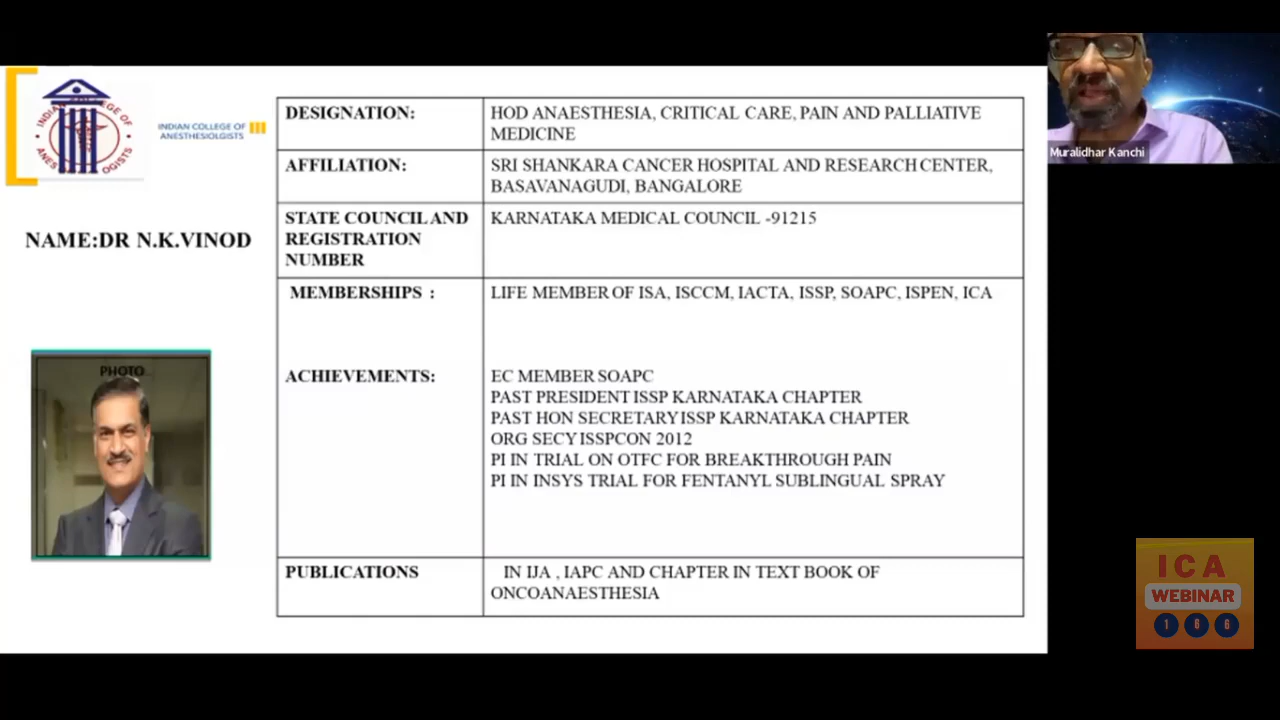 INDIAN COLLEGE OF
ANESTHESIOLGISTS
NAME:DR N.K.VINOD
PHOTO
DESIGNATION: HOD ANAESTHESIA, CRITICAL CARE, PAIN AND PALLIATIVE
MEDICINE
AFFILIATION: SRI SHANKARA CANCER HOSPITAL AND RESEARCH CENTER,
BASAVANAGUDI, BANGALORE
STATE COUNCIL AND KARNATAKA MEDICAL COUNCIL -91215
REGISTRATION
NUMBER
MEMBERSHIPS : LIFE MEMBER OF ISA, ISCCM, IACTA, ISSP, SOAPC, ISPEN, ICA
ACHIEVEMENTS: EC MEMBER SOAPC
PAST PRESIDENT ISSP KARNATAKA CHAPTER
PAST HON SECRETARY ISSP KARNATAKA CHAPTER
ORG SECY ISSPCON 2012
PI IN TRIAL ON OTFC FOR BREAKTHROUGH PAIN
PI IN INSYS TRIAL FOR FENTANYL SUBLINGUAL SPRAY
PUBLICATIONS IN IJA , IAPC AND CHAPTER IN TEXT BOOK OF
ONCOANAESTHESIA
Muralidhar Kanchi
ICA
WEBINAR
166